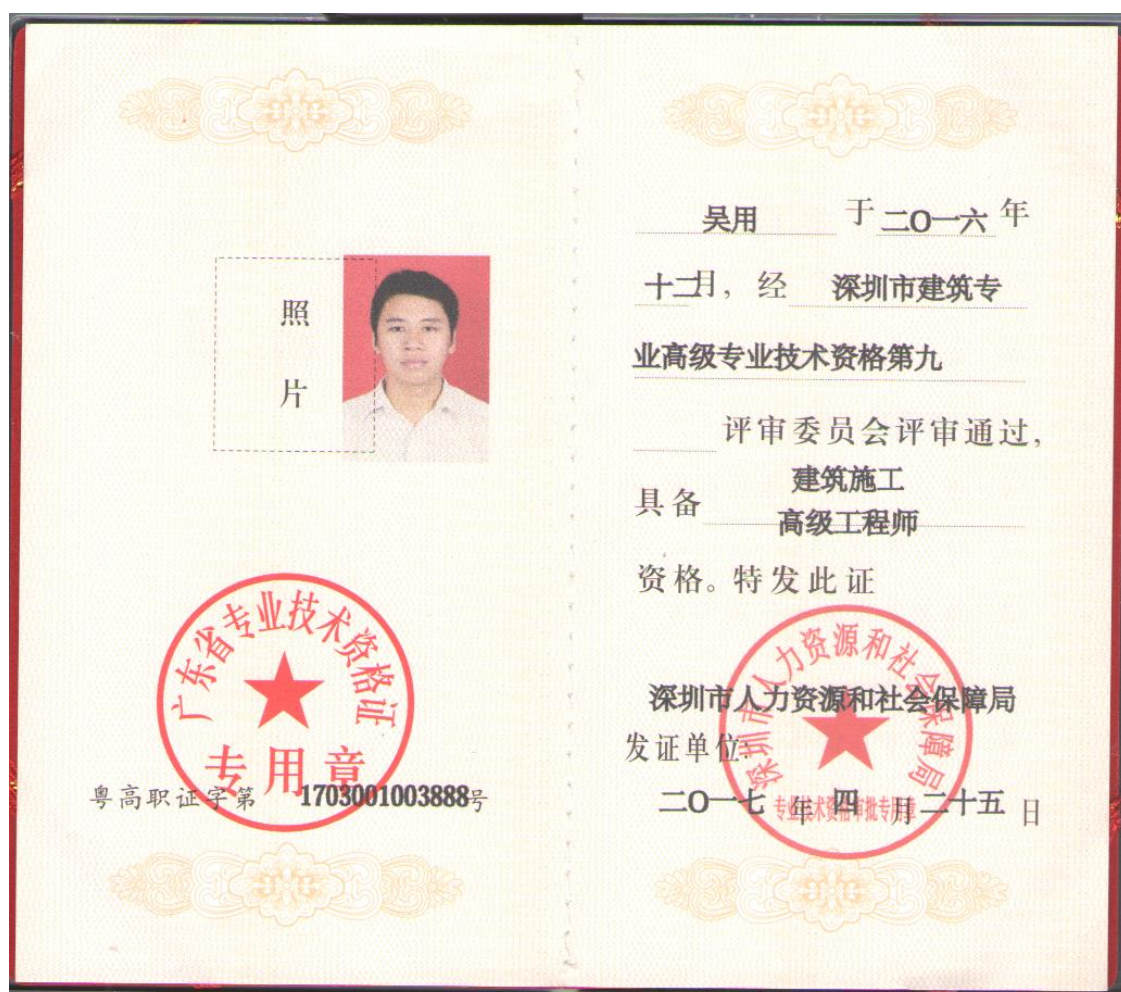 照
片
广东省专业技术资格证
专用章
粤高职证字第 1703001003888号
吴用 于二〇一六年
十二月，经 深圳市建筑专
业高级专业技术资格第九
评审委员会评审通过，
具备 建筑施工
高级工程师
资格。特发此证
深圳市人力资源和社会保障局
深圳市人力资源和社会保障局
发证单位：
二〇一七年四月二十五日
专业技术资格审批专用章